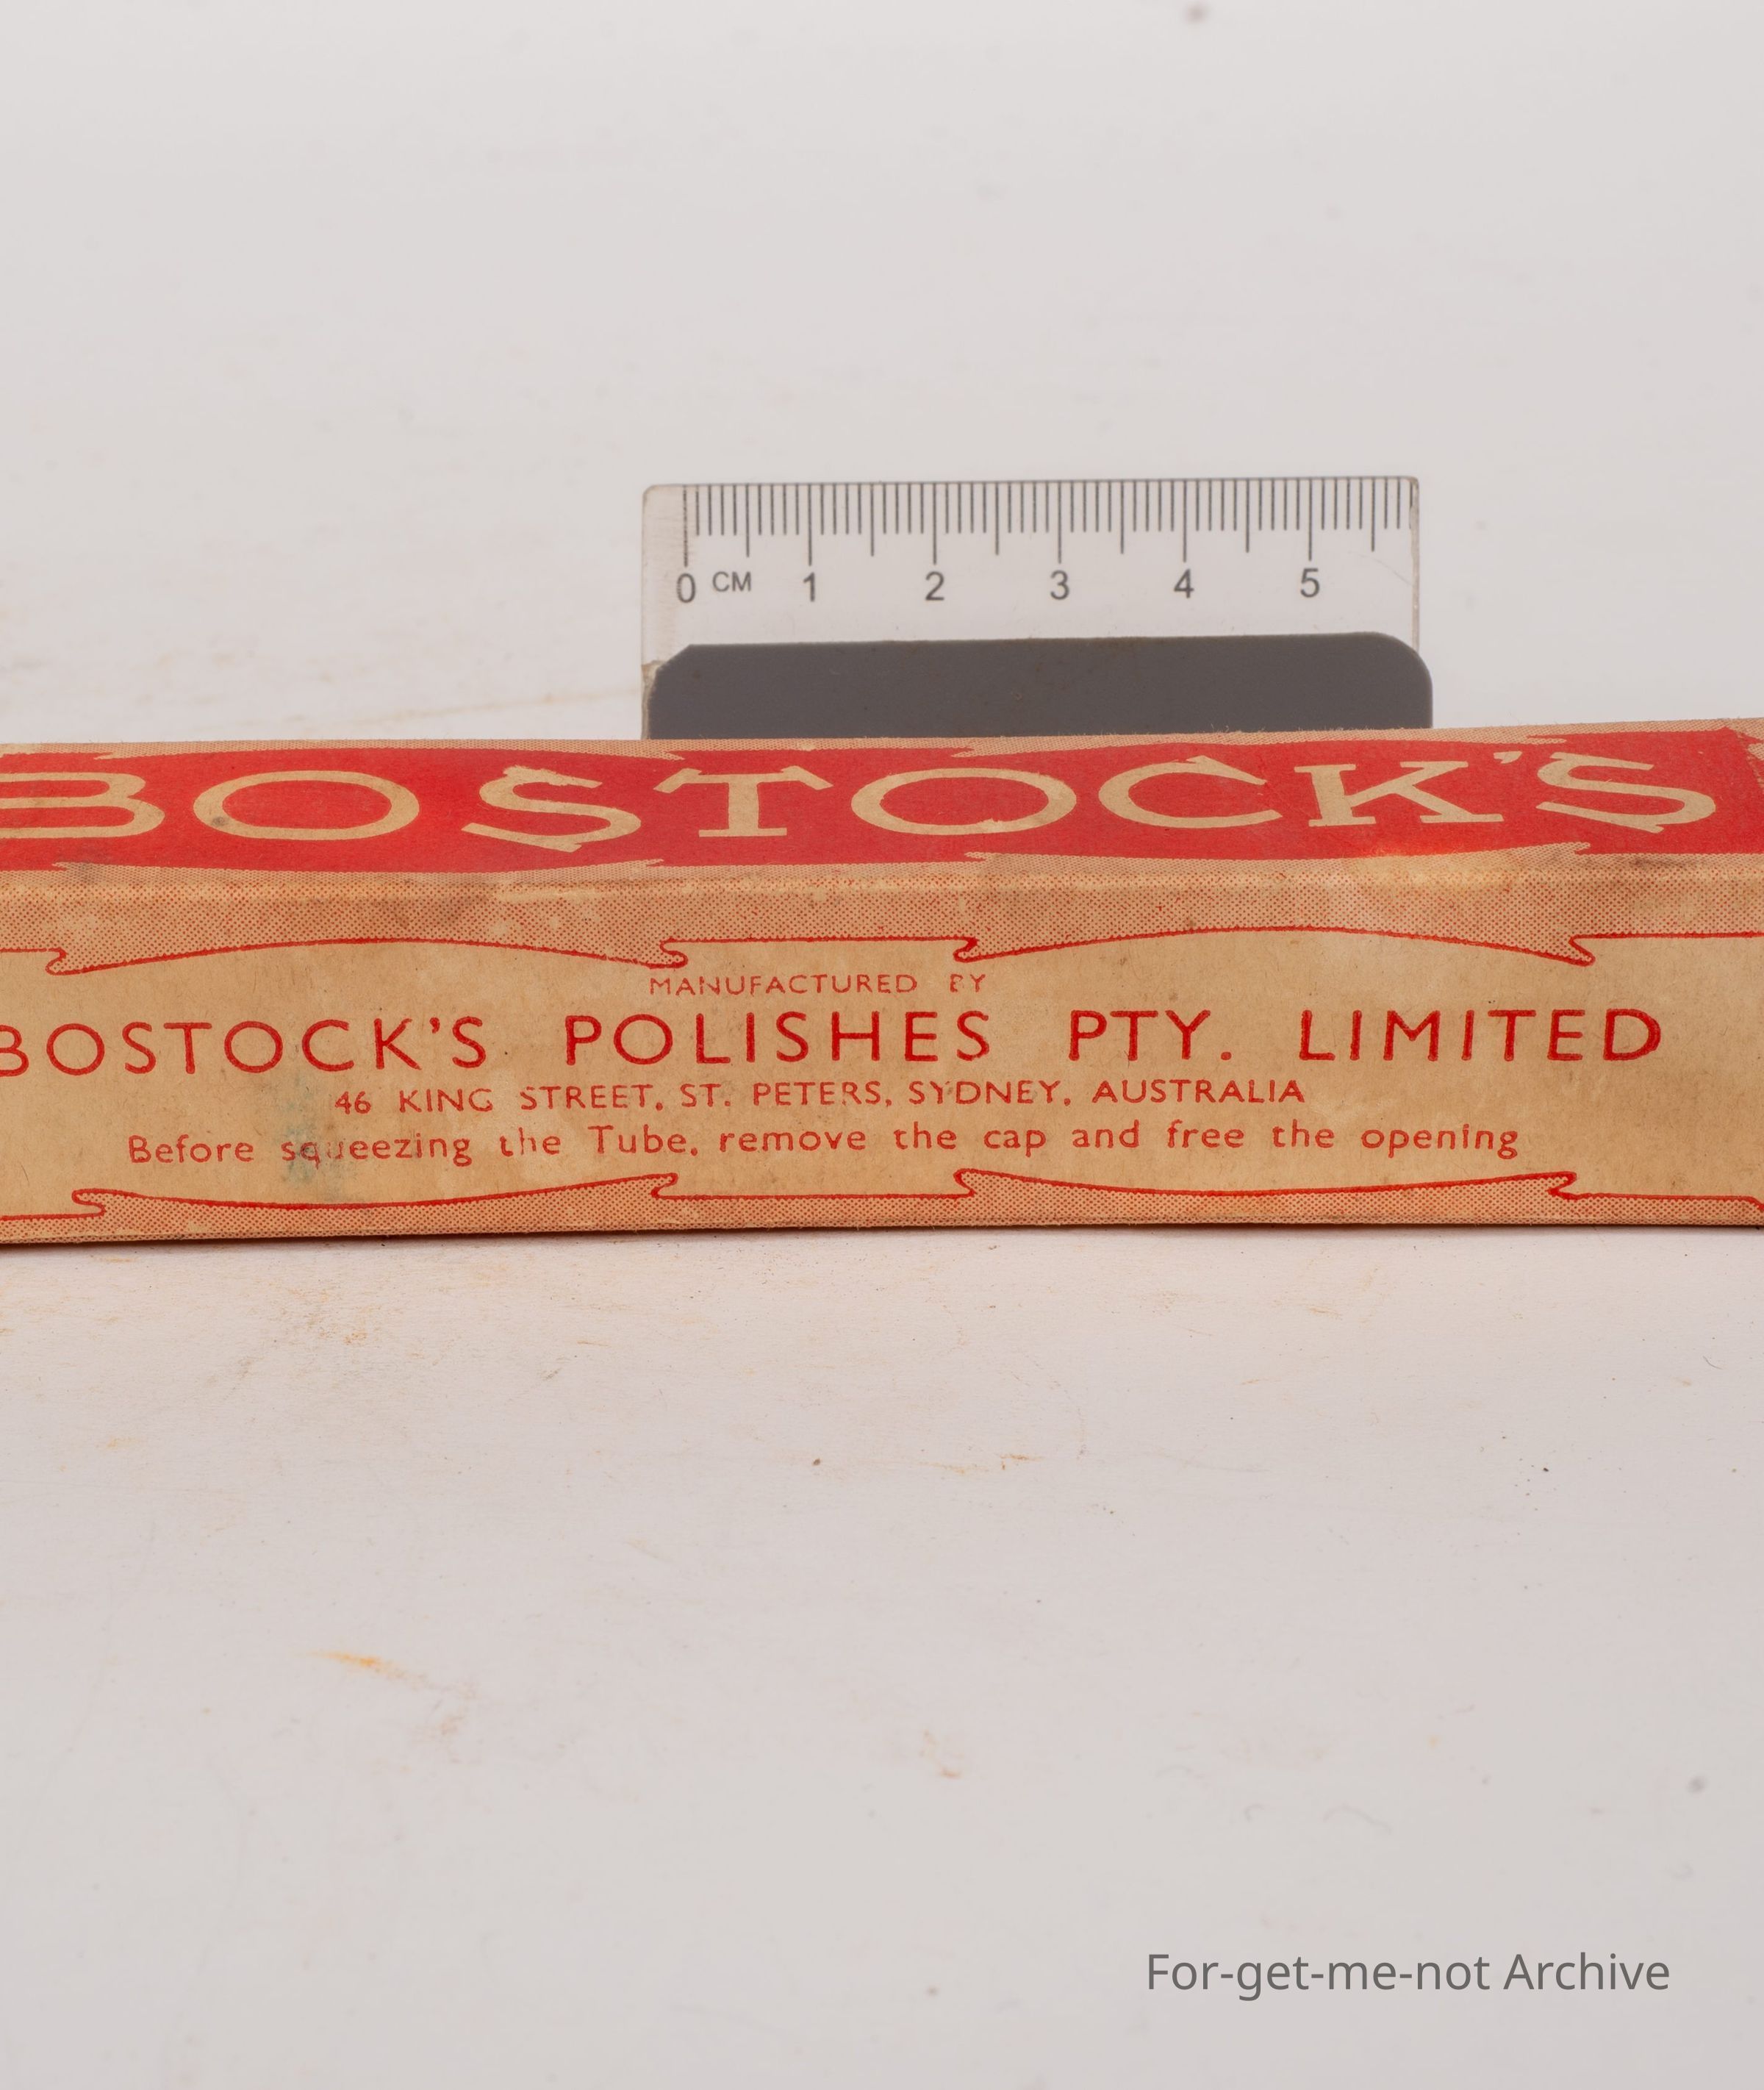 0 CM 1 2 3 4 5
BOSTOCK'S
MANUFACTURED BY
BOSTOCK'S POLISHES PTY. LIMITED
46 KING STREET, ST. PETERS, SYDNEY, AUSTRALIA
Before squeezing the Tube, remove the cap and free the opening
For-get-me-not Archive